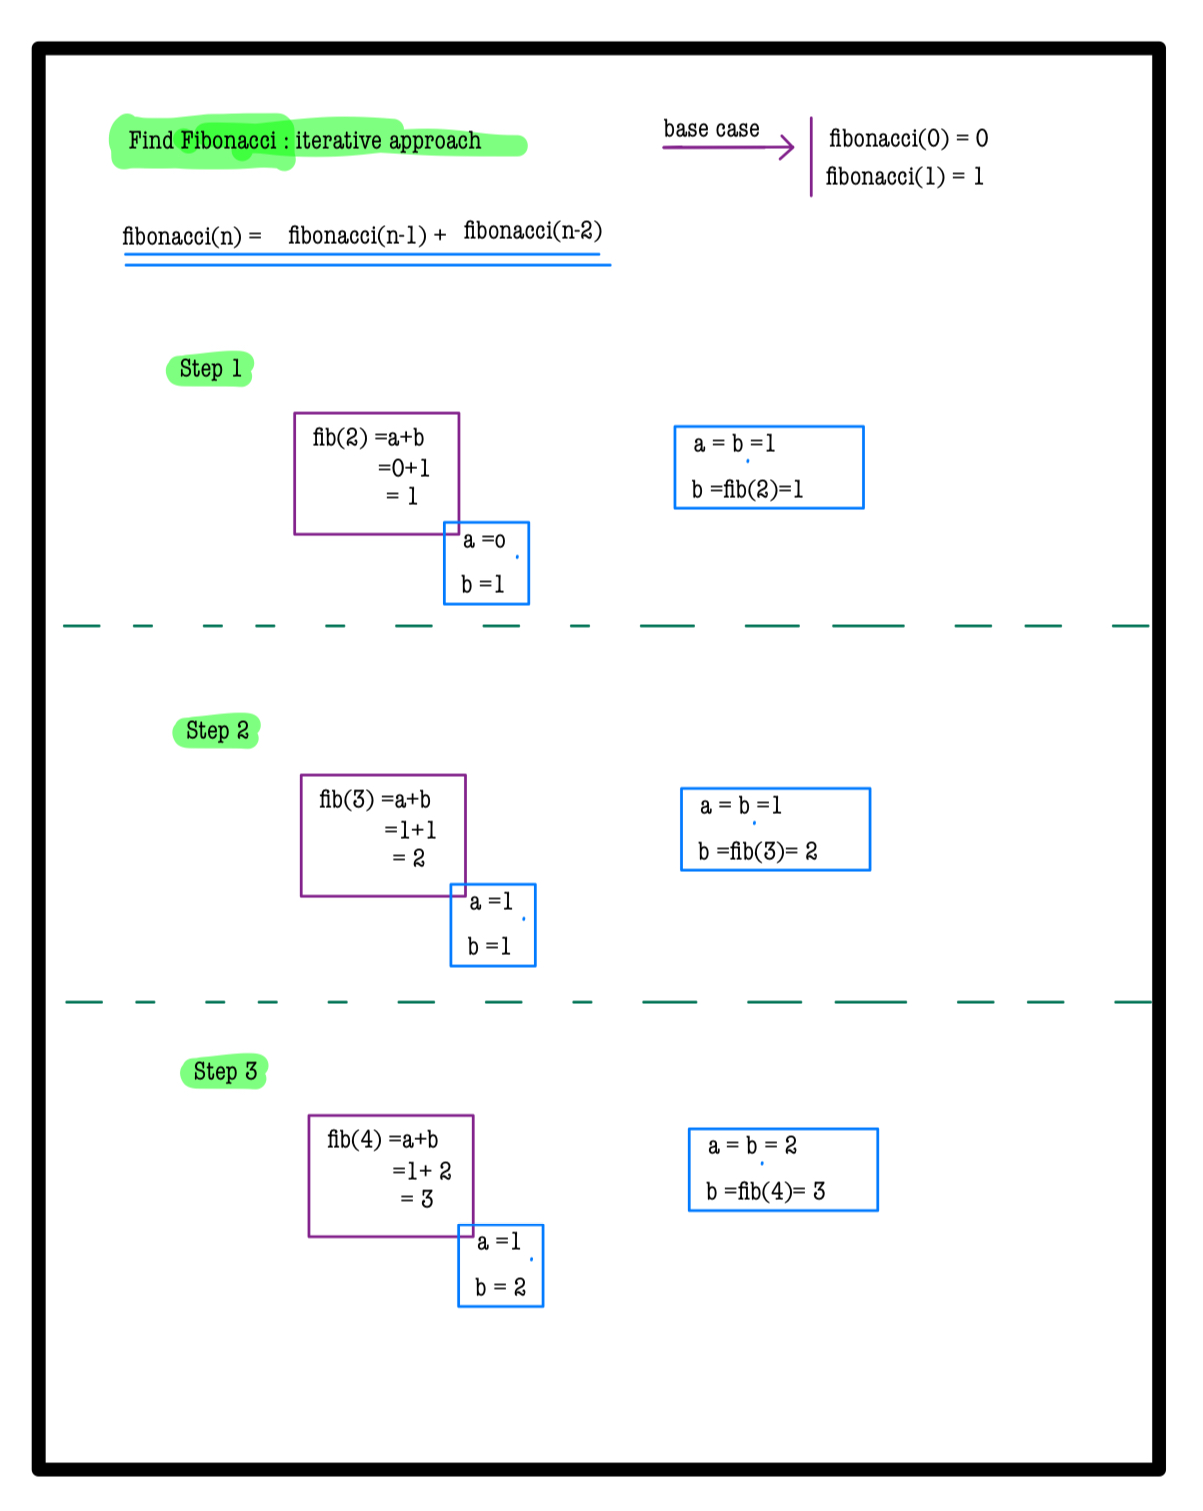 Find Fibonacci : iterative approach
base case
fibonacci(0) = 0
fibonacci(1) = 1
fibonacci(n) = fibonacci(n-1) + fibonacci(n-2)
Step 1
fib(2) =a+b
=0+1
= 1
a =o
b =1
a = b =1
b =fib(2)=1
Step 2
fib(3) =a+b
=1+1
= 2
a =1
b =1
a = b =1
b =fib(3)= 2
Step 3
fib(4) =a+b
=1+ 2
= 3
a =1
b = 2
a = b = 2
b =fib(4)= 3